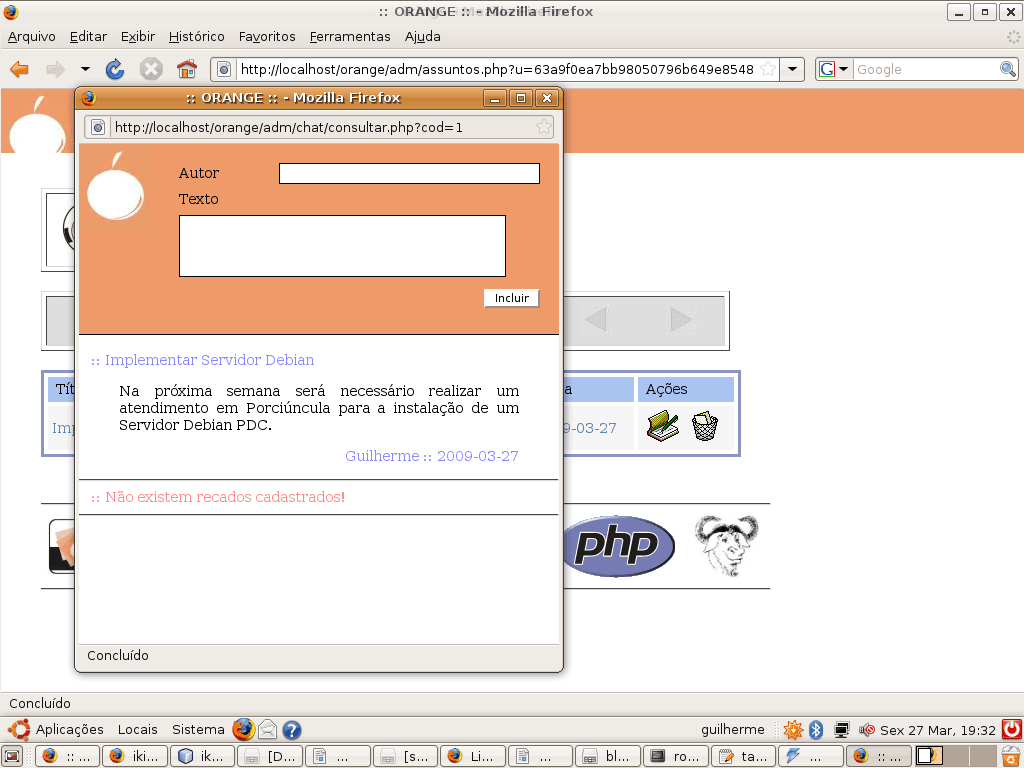 :: ORANGE :: - Mozilla Firefox
Arquivo Editar Exibir Histórico Favoritos Ferramentas Ajuda
http://localhost/orange/adm/assuntos.php?u=63a9f0ea7bb98050796b649e8548
G Google
:: ORANGE :: - Mozilla Firefox
http://localhost/orange/adm/chat/consultar.php?cod=1
Autor
Texto
Incluir
:: Implementar Servidor Debian
Na próxima semana será necessário realizar um
atendimento em Porciúncula para a instalação de um
Servidor Debian PDC.
Guilherme :: 2009-03-27
:: Não existem recados cadastrados!
Concluído
Tít a Ações
Imp 9-03-27
php
Concluído
Aplicações Locais Sistema ? guilherme Sex 27 Mar, 19:32
:: ... iki... ik... [D... ... [s... Li... ... bl... ro... ta... ... :: ...